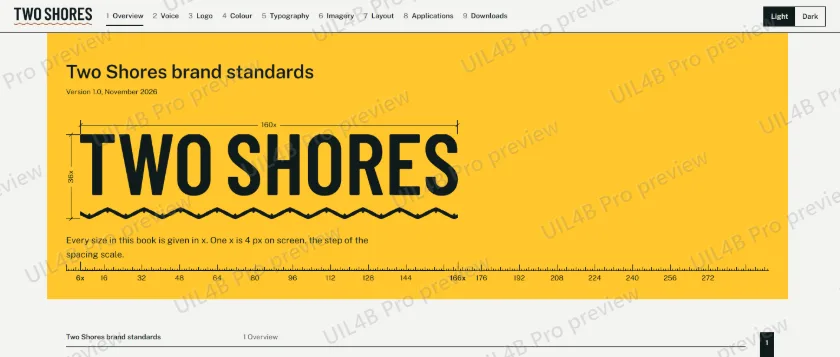 TWO SHORES
1 Overview 2 Voice 3 Logo 4 Colour 5 Typography 6 Imagery 7 Layout 8 Applications 9 Downloads
Light Dark
Two Shores brand standards
Version 1.0, November 2026
160x
36x
TWO SHORES
Every size in this book is given in x. One x is 4 px on screen, the step of the
spacing scale.
6x 16 32 48 64 80 96 112 128 144 166x 176 192 208 224 240 256 272
Two Shores brand standards 1 Overview 1
UIL4B Pro preview